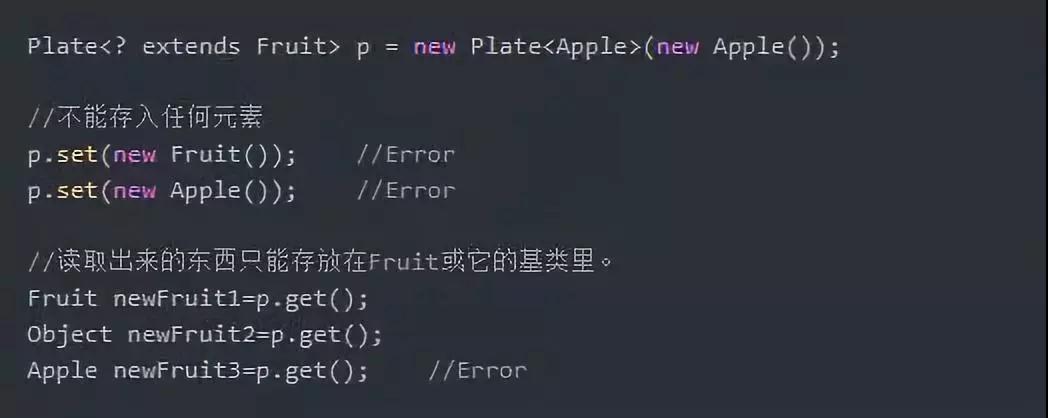 Plate<? extends Fruit> p = new Plate<Apple>(new Apple());
//不能存入任何元素
p.set(new Fruit());    //Error
p.set(new Apple());    //Error
//读取出来的东西只能存放在Fruit或它的基类里。
Fruit newFruit1=p.get();
Object newFruit2=p.get();
Apple newFruit3=p.get();    //Error